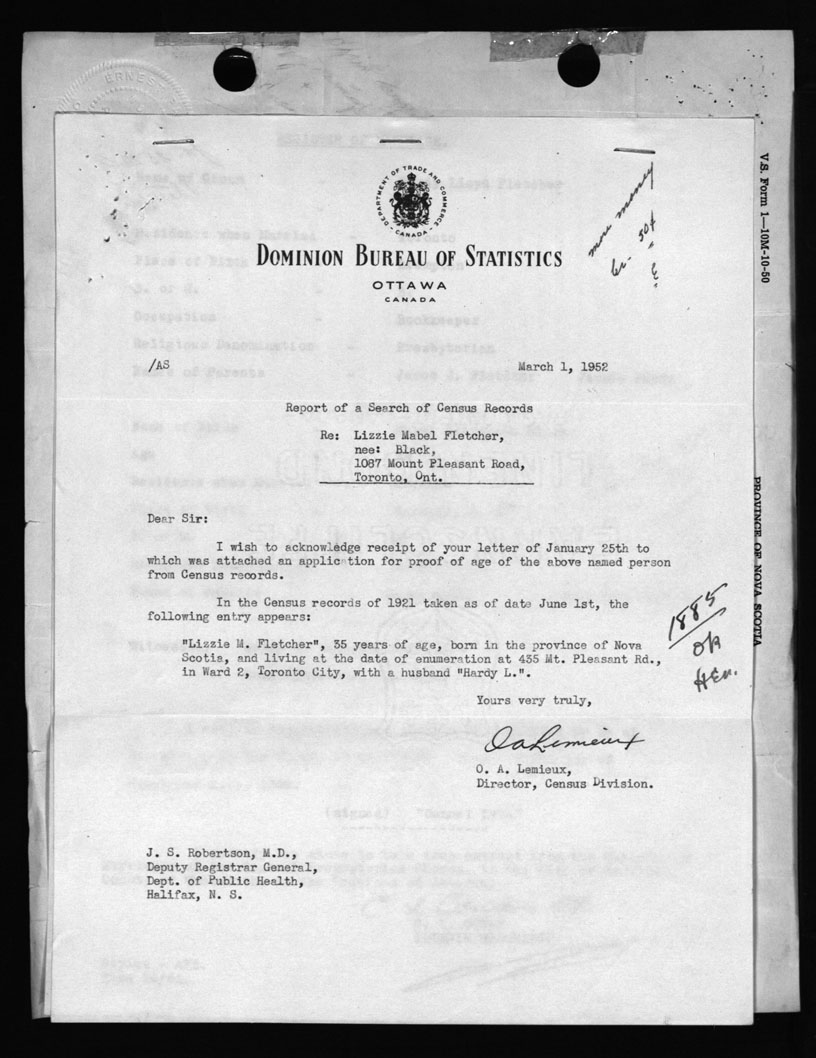 ERNEST
V.S. Form 1—10M-10-50
DEPARTMENT OF TRADE AND COMMERCE
- CANADA -
more money
50¢
DOMINION BUREAU OF STATISTICS
OTTAWA
CANADA
/AS
March 1, 1952
Report of a Search of Census Records
Re: Lizzie Mabel Fletcher,
nee: Black,
1087 Mount Pleasant Road,
Toronto, Ont.
PROVINCE OF NOVA SCOTIA
Dear Sir:
I wish to acknowledge receipt of your letter of January 25th to
which was attached an application for proof of age of the above named person
from Census records.
In the Census records of 1921 taken as of date June 1st, the
following entry appears:
"Lizzie M. Fletcher", 35 years of age, born in the province of Nova
Scotia, and living at the date of enumeration at 435 Mt. Pleasant Rd.,
in Ward 2, Toronto City, with a husband "Hardy L.".
1885
OK
Yours very truly,
OALemieux
O. A. Lemieux,
Director, Census Division.
J. S. Robertson, M.D.,
Deputy Registrar General,
Dept. of Public Health,
Halifax, N. S.